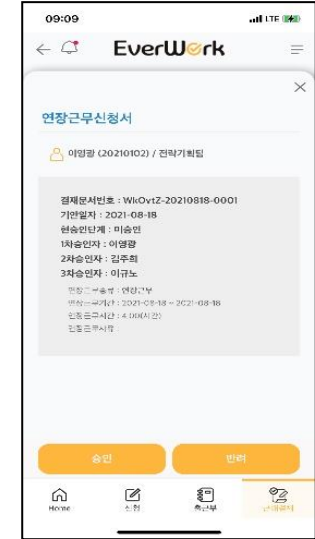 09:09
LTE
EverWork
연장근무신청서
이영광 (20210102) / 전략기획팀
결재문서번호 : WkOvtZ-20210818-0001
기안일자 : 2021-08-18
현승인단계 : 미승인
1차승인자 : 이영광
2차승인자 : 김주희
3차승인자 : 이규노
연장근무종류 : 연장근무
연장근무기간 : 2021-08-18 ~ 2021-08-18
연장근무시간 : 4.00(시간)
연장근무사유 :
승인 반려
Home 신청 출근부 근태결재